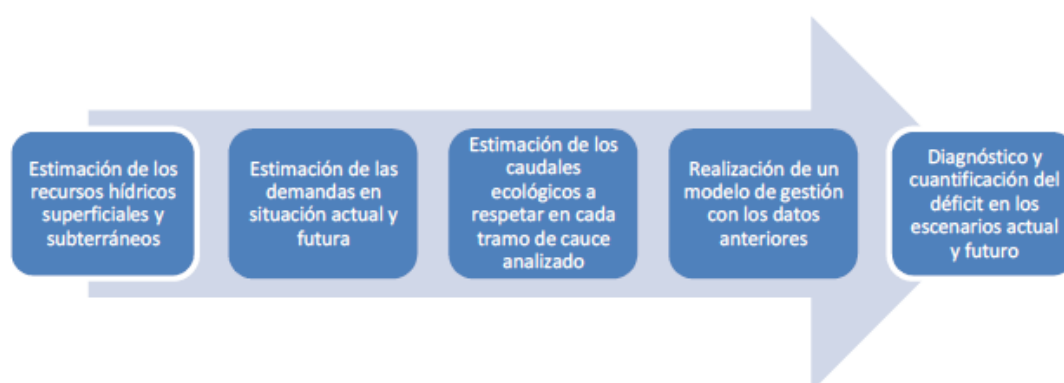 Estimación de los
recursos hídricos
superficiales y
subterráneos
Estimación de las
demandas en
situación actual y
futura
Estimación de los
caudales
ecológicos a
respetar en cada
tramo de cauce
analizado
Realización de un
modelo de gestión
con los datos
anteriores
Diagnóstico y
cuantificación del
déficit en los
escenarios actual
y futuro